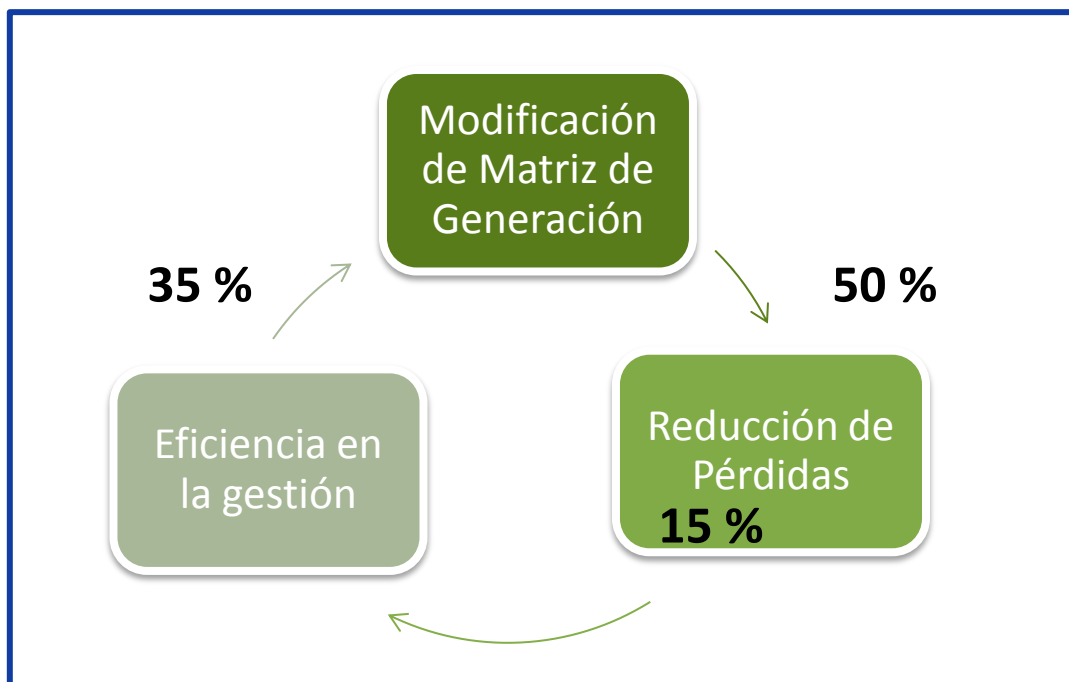 Modificación
de Matriz de
Generación
35 %
50 %
Eficiencia en
la gestión
Reducción de
Pérdidas
15 %